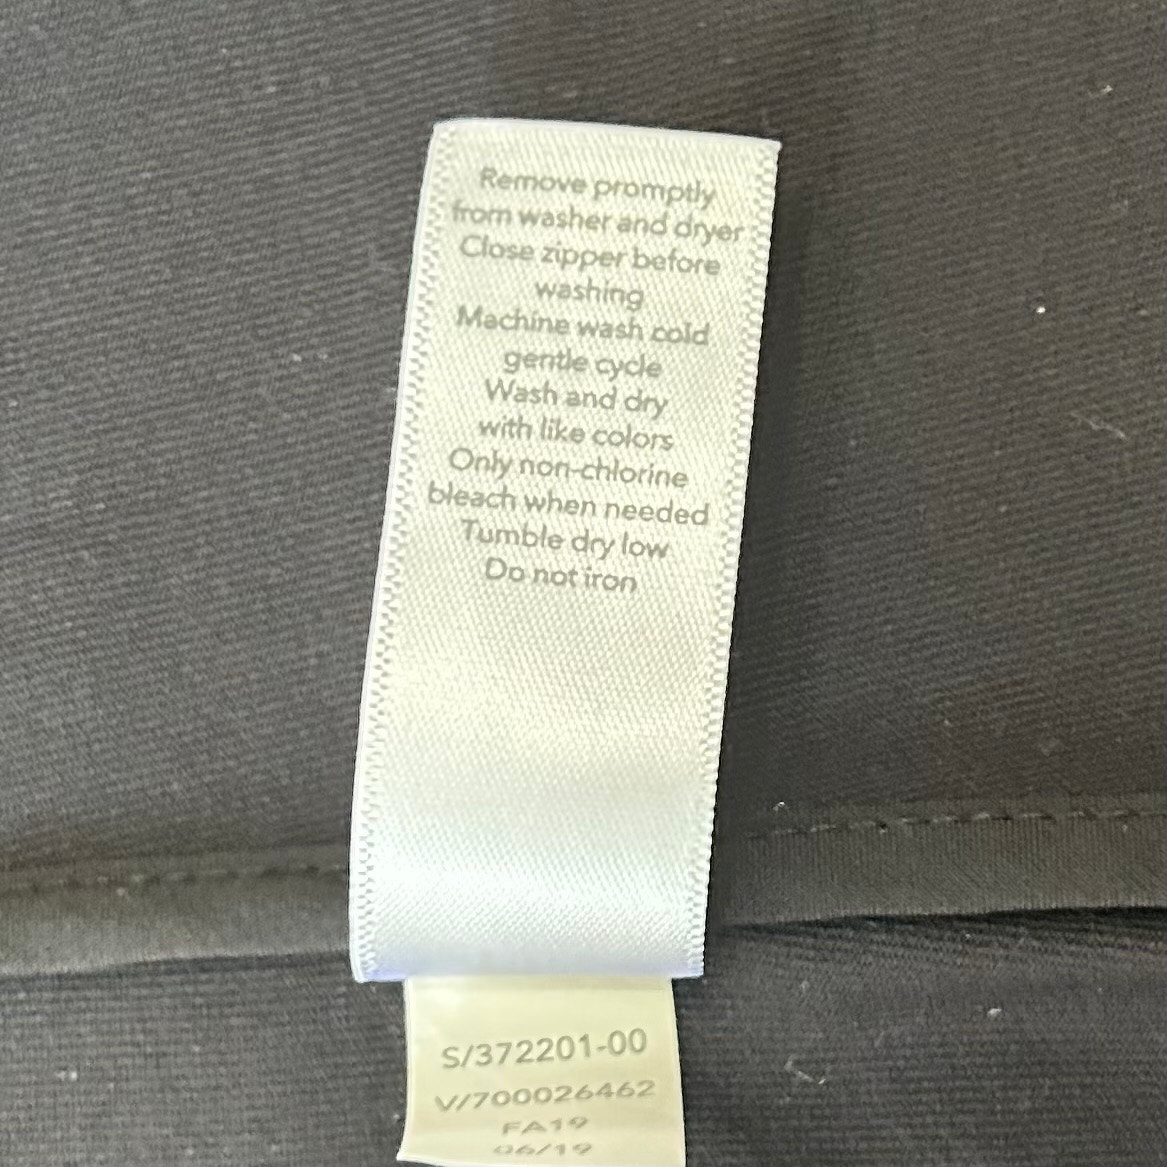 Remove promptly
from washer and dryer
Close zipper before
washing
Machine wash cold
gentle cycle
Wash and dry
with like colors
Only non-chlorine
bleach when needed
Tumble dry low
Do not iron
S/372201-00
V/700026462
FA19
06/19